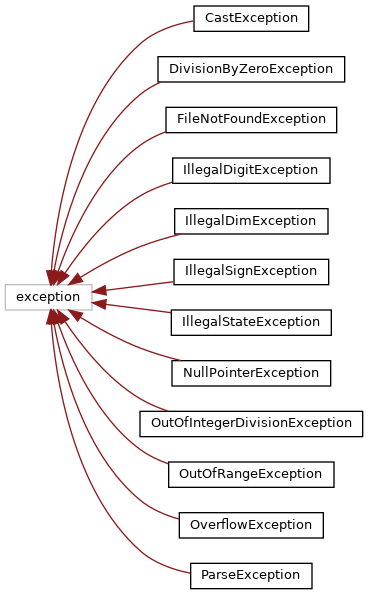 CastException
DivisionByZeroException
FileNotFoundException
IllegalDigitException
IllegalDimException
IllegalSignException
exception
IllegalStateException
NullPointerException
OutOfIntegerDivisionException
OutOfRangeException
OverflowException
ParseException